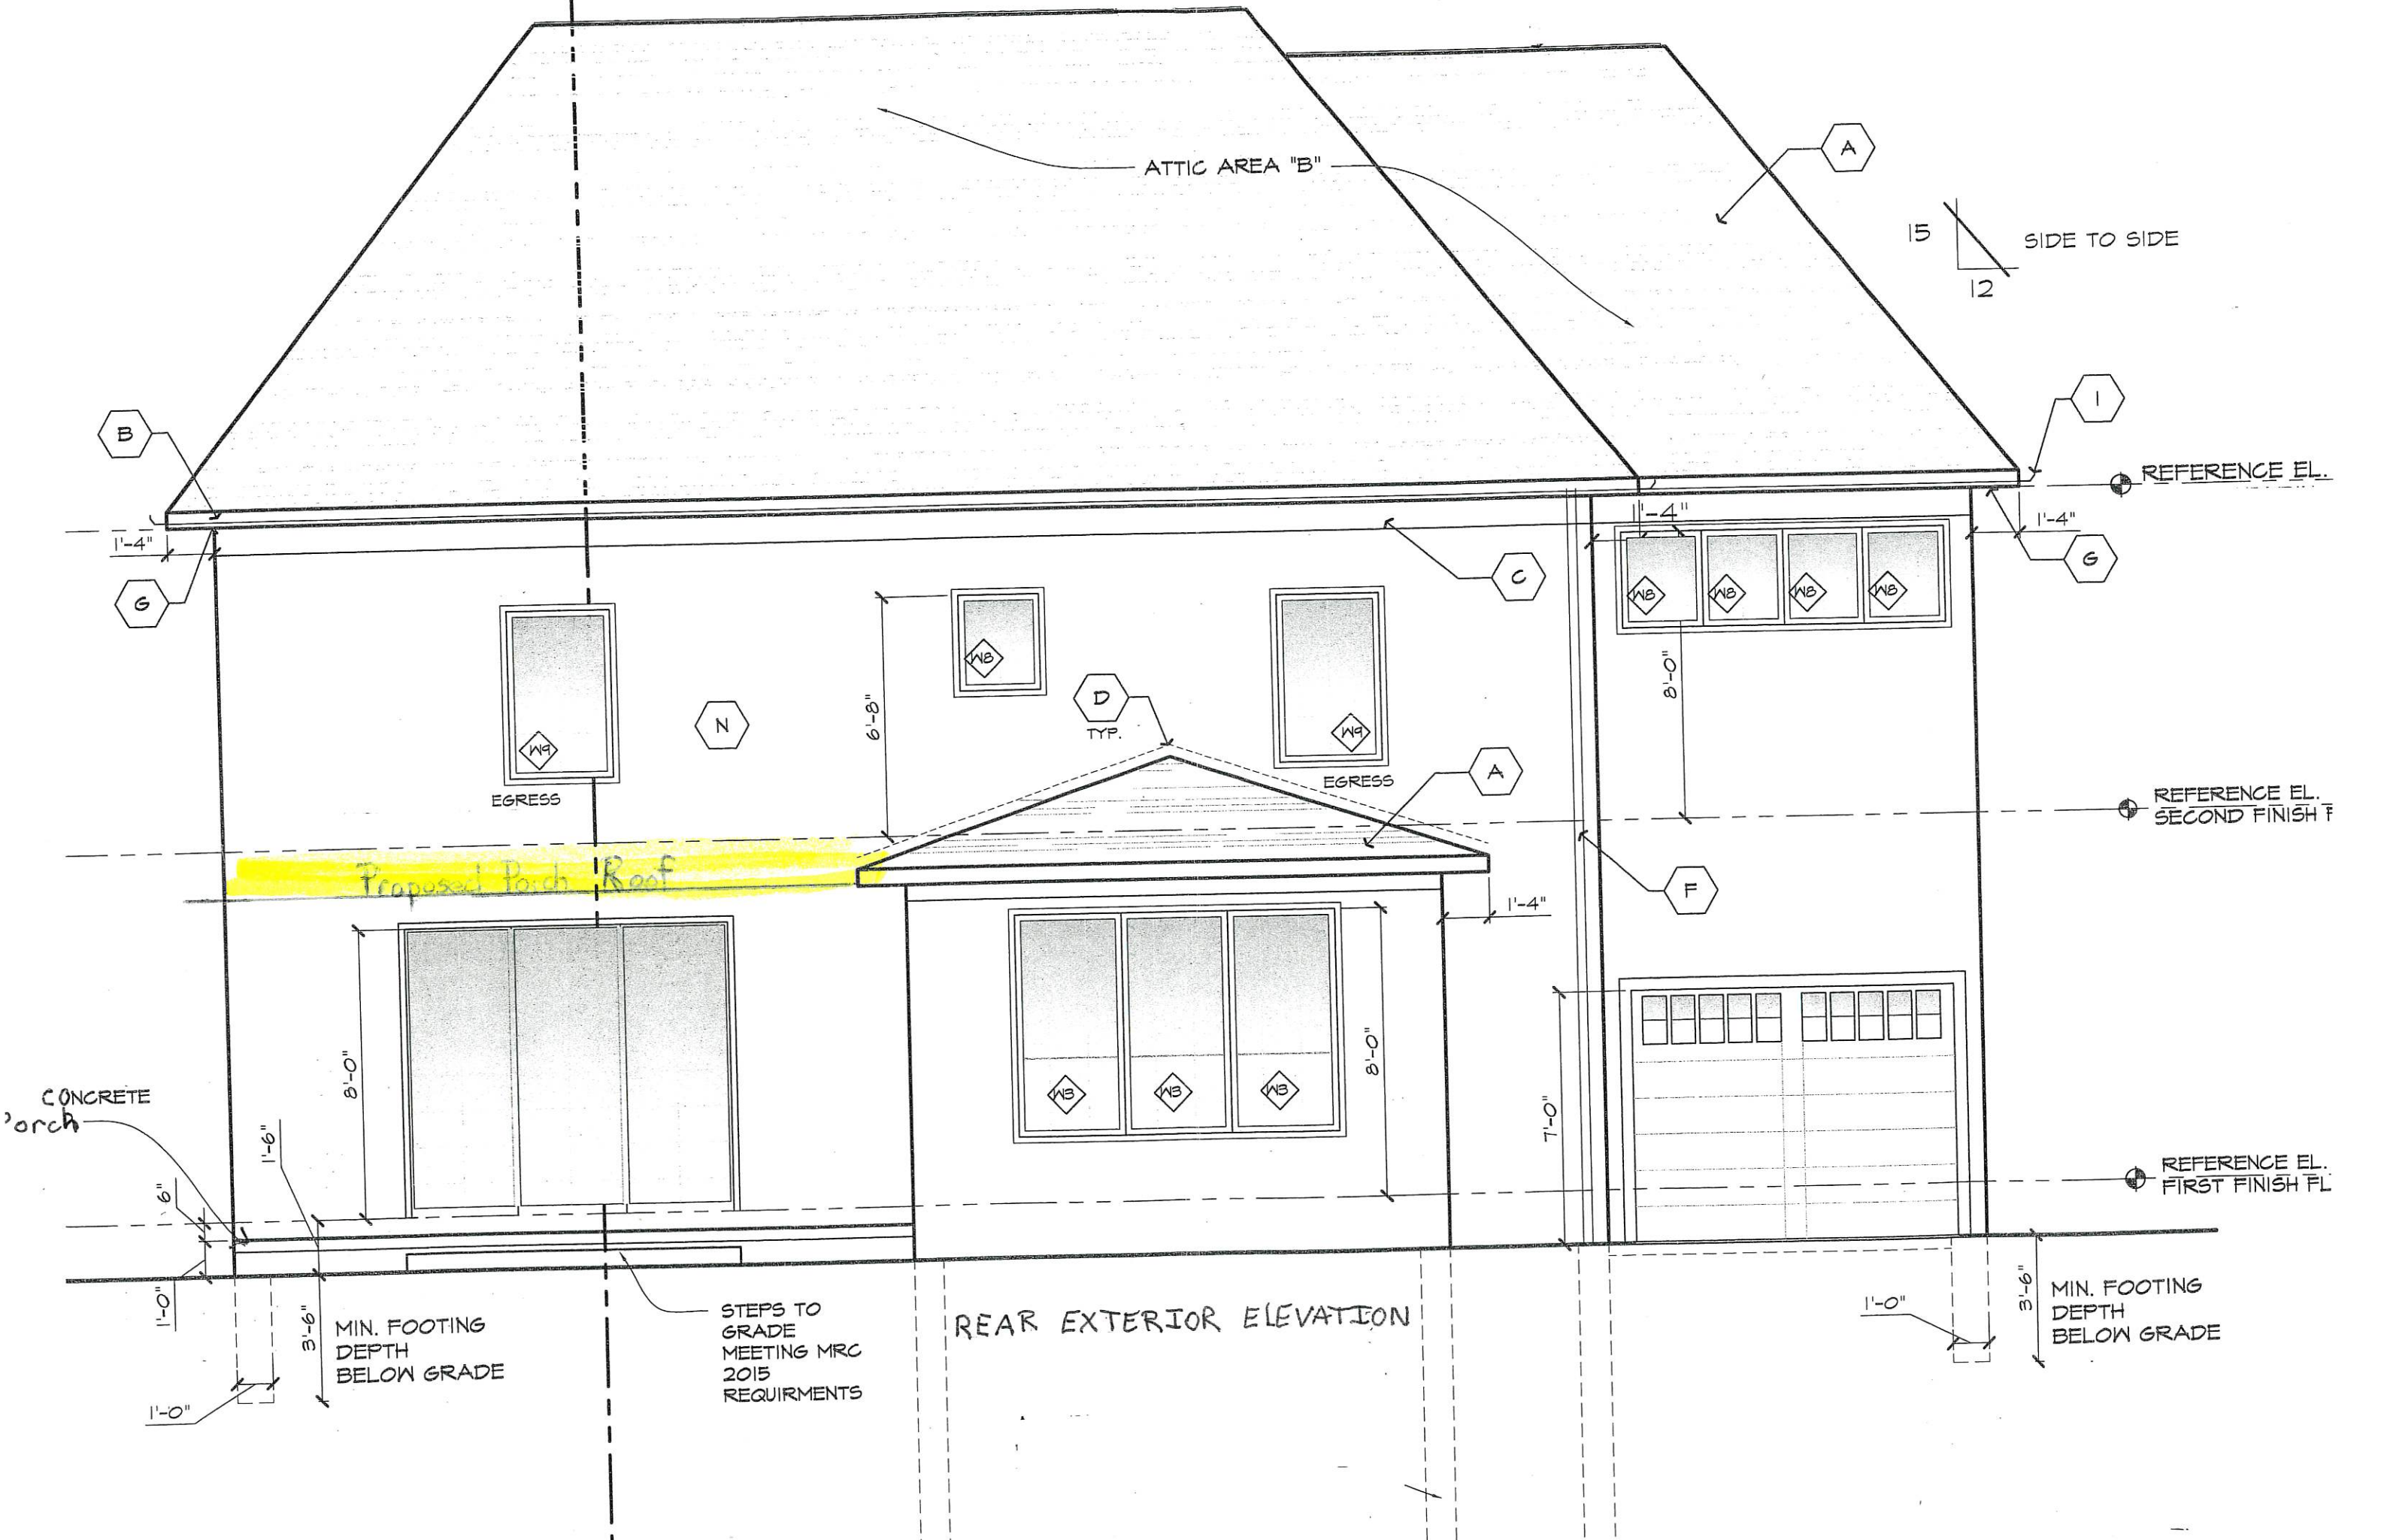 ATTIC AREA "B"
A
15
12
SIDE TO SIDE
B
I
REFERENCE EL.
1'-4"
1'-4"
1'-4"
G
C
G
W8
W8
W8
W8
W8
6'-8"
D
TYP.
N
W9
W9
EGRESS
EGRESS
8'-0"
A
REFERENCE EL.
SECOND FINISH F
Proposed Porch Roof
F
1'-4"
8'-0"
8'-0"
W3
W3
W3
7'-0"
CONCRETE
Porch
1'-6"
6"
REFERENCE EL.
FIRST FINISH FL
1'-0"
3'-6"
MIN. FOOTING
DEPTH
BELOW GRADE
1'-0"
STEPS TO
GRADE
MEETING MRC
2015
REQUIRMENTS
REAR EXTERIOR ELEVATION
1'-0"
3'-6"
MIN. FOOTING
DEPTH
BELOW GRADE